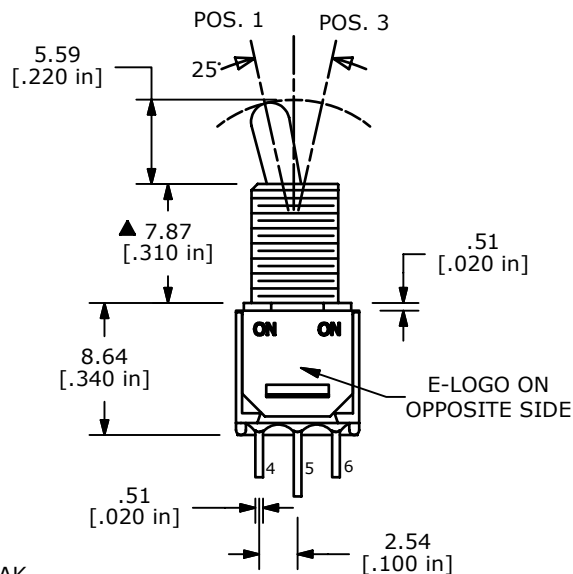 POS. 1
POS. 3
5.59
[.220 in]
25°
▲ 7.87
[.310 in]
.51
[.020 in]
ON
ON
8.64
[.340 in]
E-LOGO ON
OPPOSITE SIDE
4
5
6
.51
[.020 in]
2.54
[.100 in]